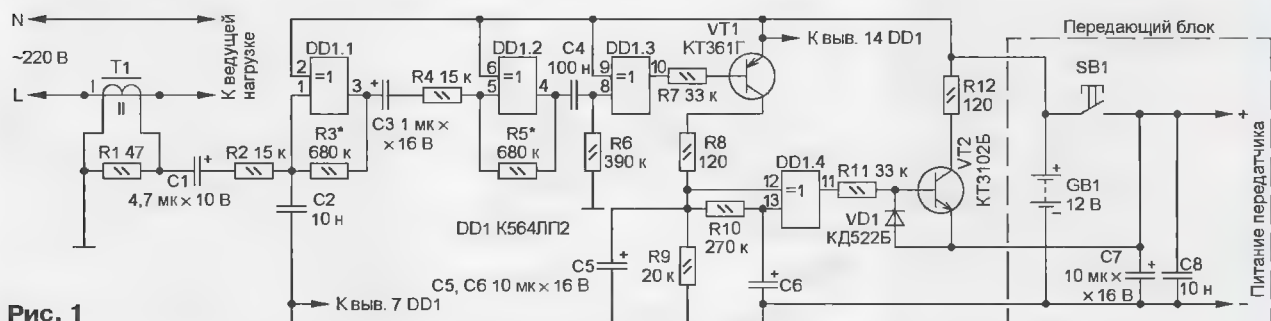 N
~220 В
L
T1
I
II
К ведущей
нагрузке
R1 47
C1
4,7 мк × 10 В
R2 15 к
C2
10 н
DD1.1
=1
2
1
3
R3*
680 к
C3 1 мк ×
× 16 В
R4 15 к
DD1.2
=1
6
5
4
R5*
680 к
C4
100 н
R6
390 к
DD1.3
=1
9
8
10
R7 33 к
VT1
КТ361Г
К выв. 14 DD1
R8
120
DD1 К564ЛП2
C5, C6 10 мк × 16 В
C5
R9
20 к
R10
270 к
C6
DD1.4
=1
12
13
11
R11 33 к
VD1
КД522Б
R12
120
VT2
КТ3102Б
Передающий блок
SB1
GB1
12 В
C7
10 мк ×
× 16 В
C8
10 н
+
−
Питание передатчика
К выв. 7 DD1
Рис. 1